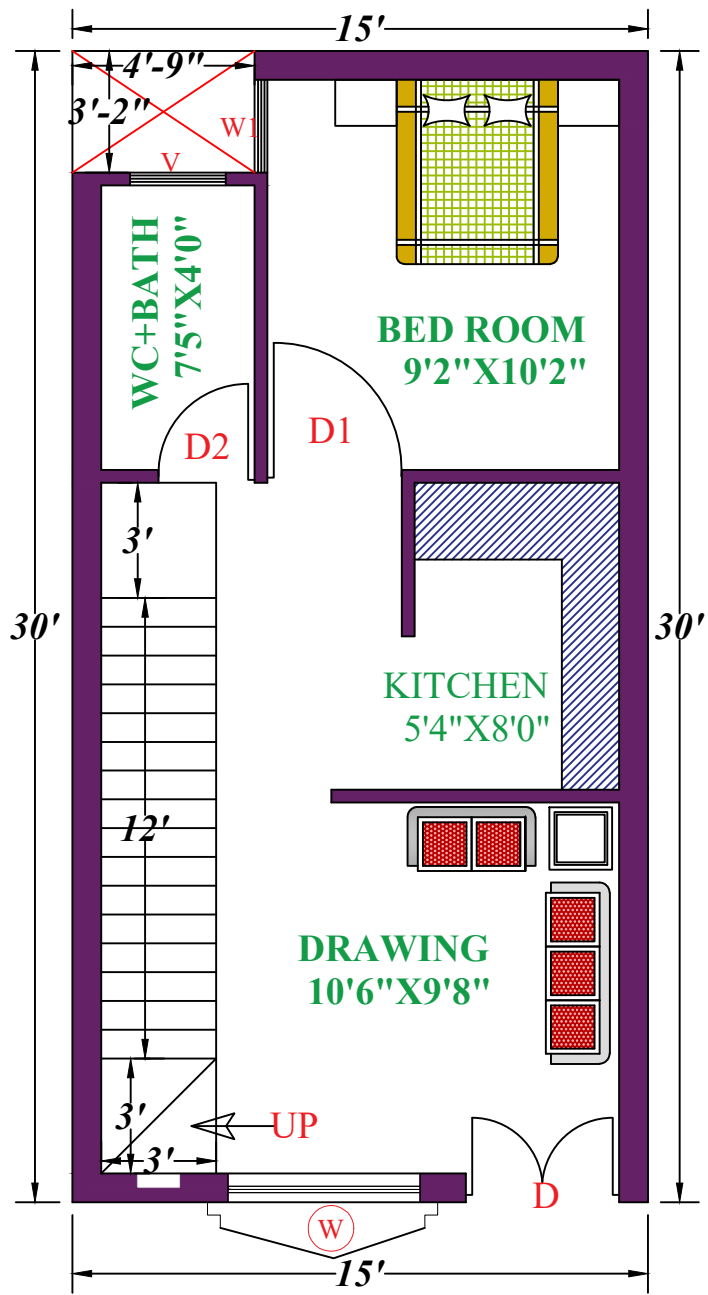 15'
4'-9"
3'-2"
W1
V
WC+BATH
7'5"X4'0"
BED ROOM
9'2"X10'2"
D2
D1
3'
30'
30'
KITCHEN
5'4"X8'0"
12'
DRAWING
10'6"X9'8"
3'
UP
3'
D
W
15'